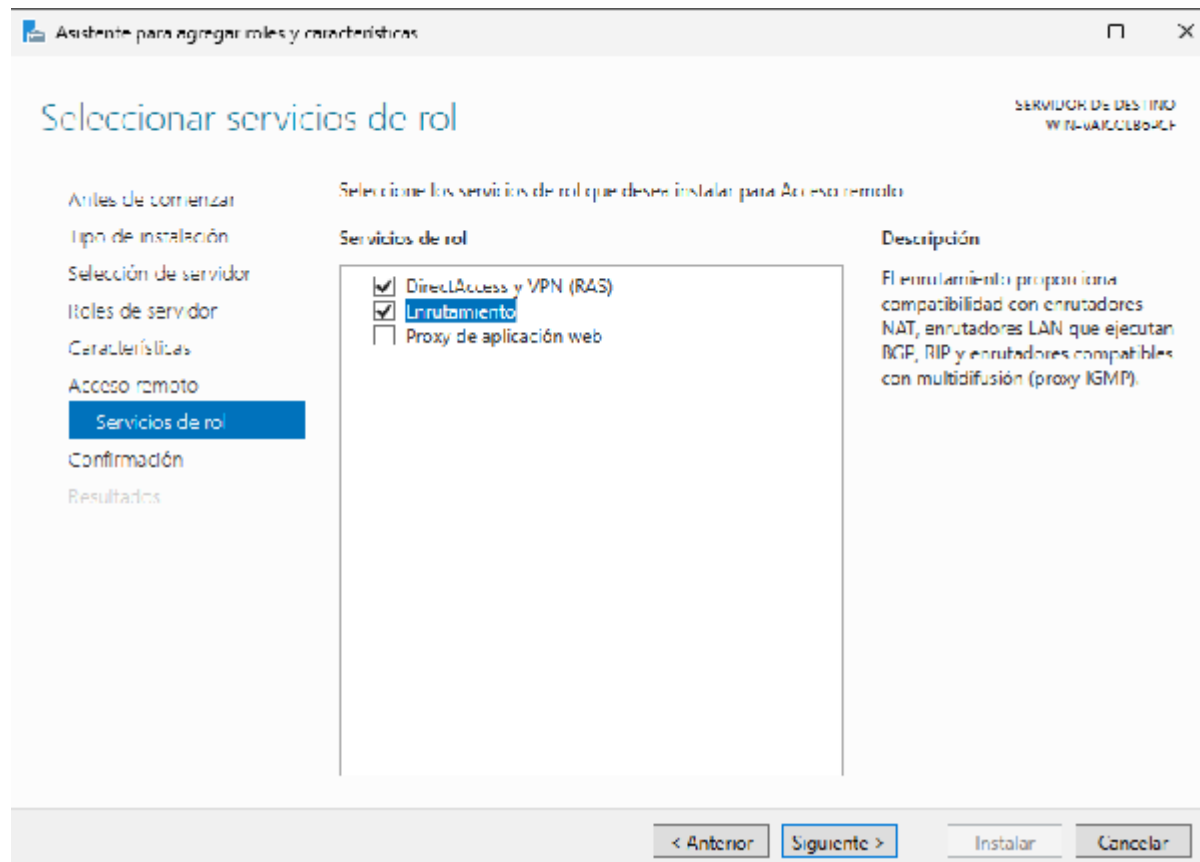 Asistente para agregar roles y características
Seleccionar servicios de rol
SERVIDOR DE DESTINO
Antes de comenzar
Tipo de instalación
Selección de servidor
Roles de servidor
Características
Acceso remoto
Servicios de rol
Confirmación
Resultados
Seleccione los servicios de rol que desea instalar para Acceso remoto
Servicios de rol
DirectAccess y VPN (RAS)
Enrutamiento
Proxy de aplicación web
Descripción
El enrutamiento proporciona
compatibilidad con enrutadores
NAT, enrutadores LAN que ejecutan
BGP, RIP y enrutadores compatibles
con multidifusión (proxy IGMP).
< Anterior
Siguiente >
Instalar
Cancelar